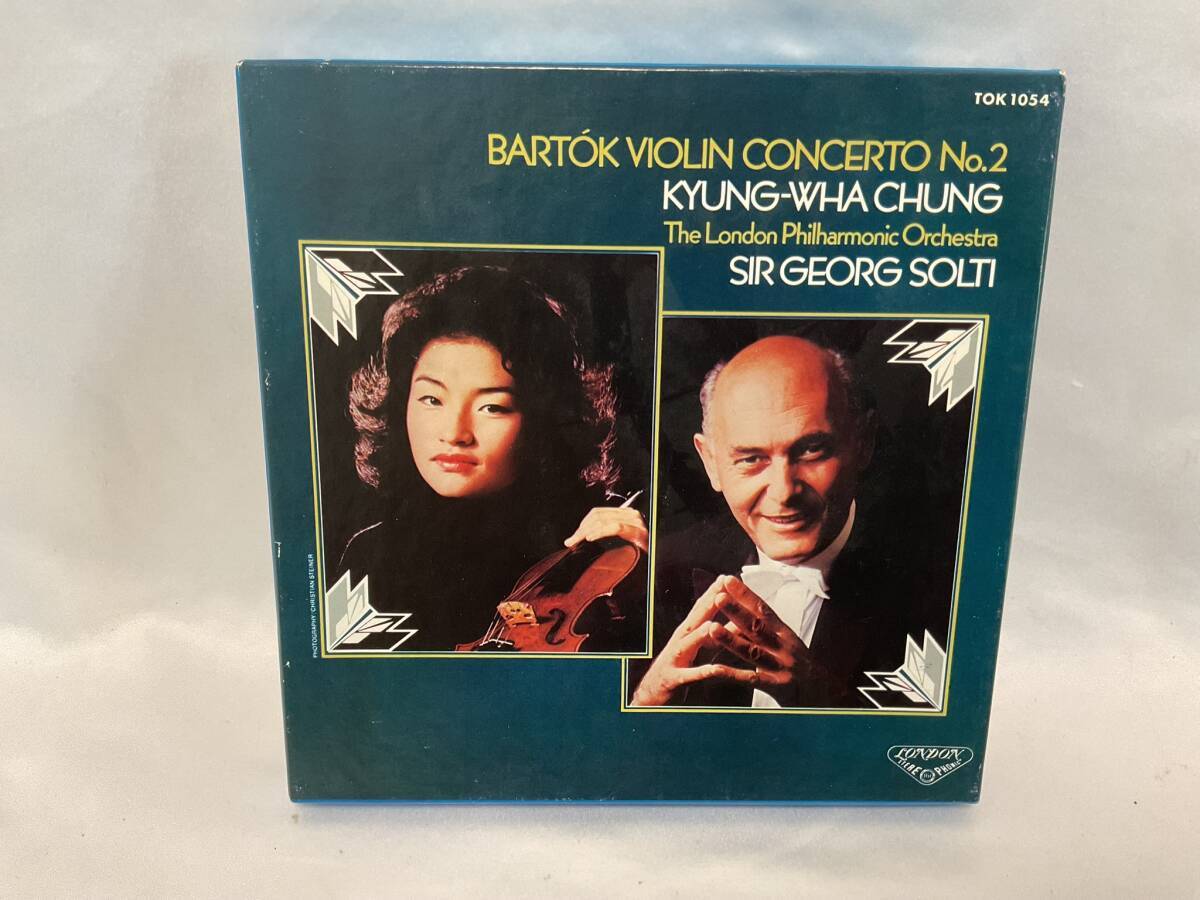 TOK 1054
BARTÓK VIOLIN CONCERTO No.2
KYUNG-WHA CHUNG
The London Philharmonic Orchestra
SIR GEORG SOLTI
PHOTOGRAPHY: CHRISTIAN STEINER
LONDON